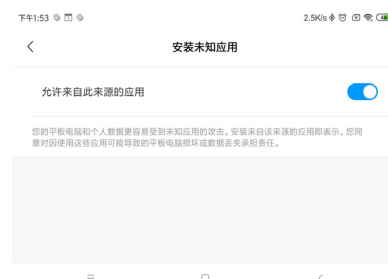 下午1:53
2.5K/s
安装未知应用
允许来自此来源的应用
您的平板电脑和个人数据更容易受到未知应用的攻击。安装来自该来源的应用即表示，您同
意对因使用这些应用可能导致的平板电脑损坏或数据丢失承担责任。